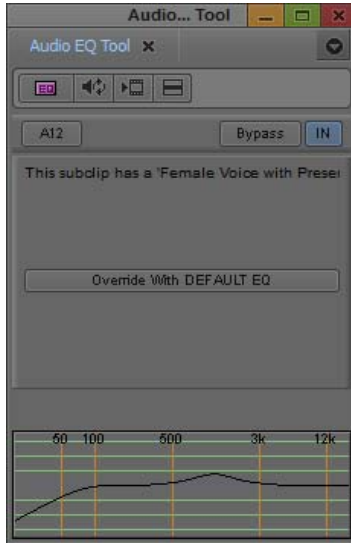 Audio... Tool
Audio EQ Tool
EQ
A12 Bypass IN
This subclip has a 'Female Voice with Preser
Override With DEFAULT EQ
50 100 500 3k 12k